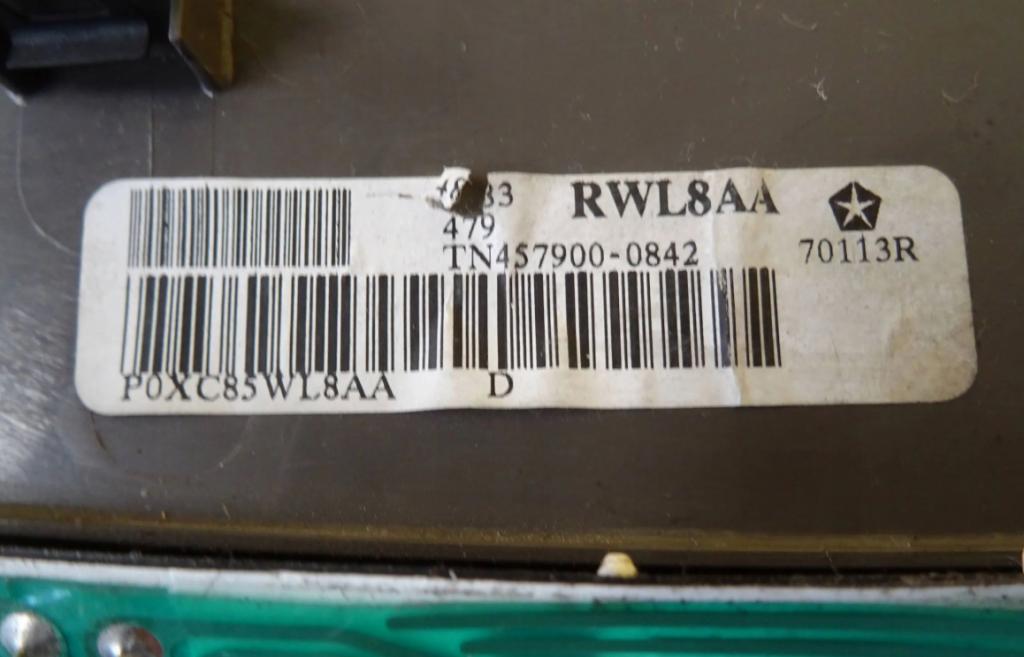 RWL8AA
479
TN457900-0842
70113R
P0XC85WL8AA D